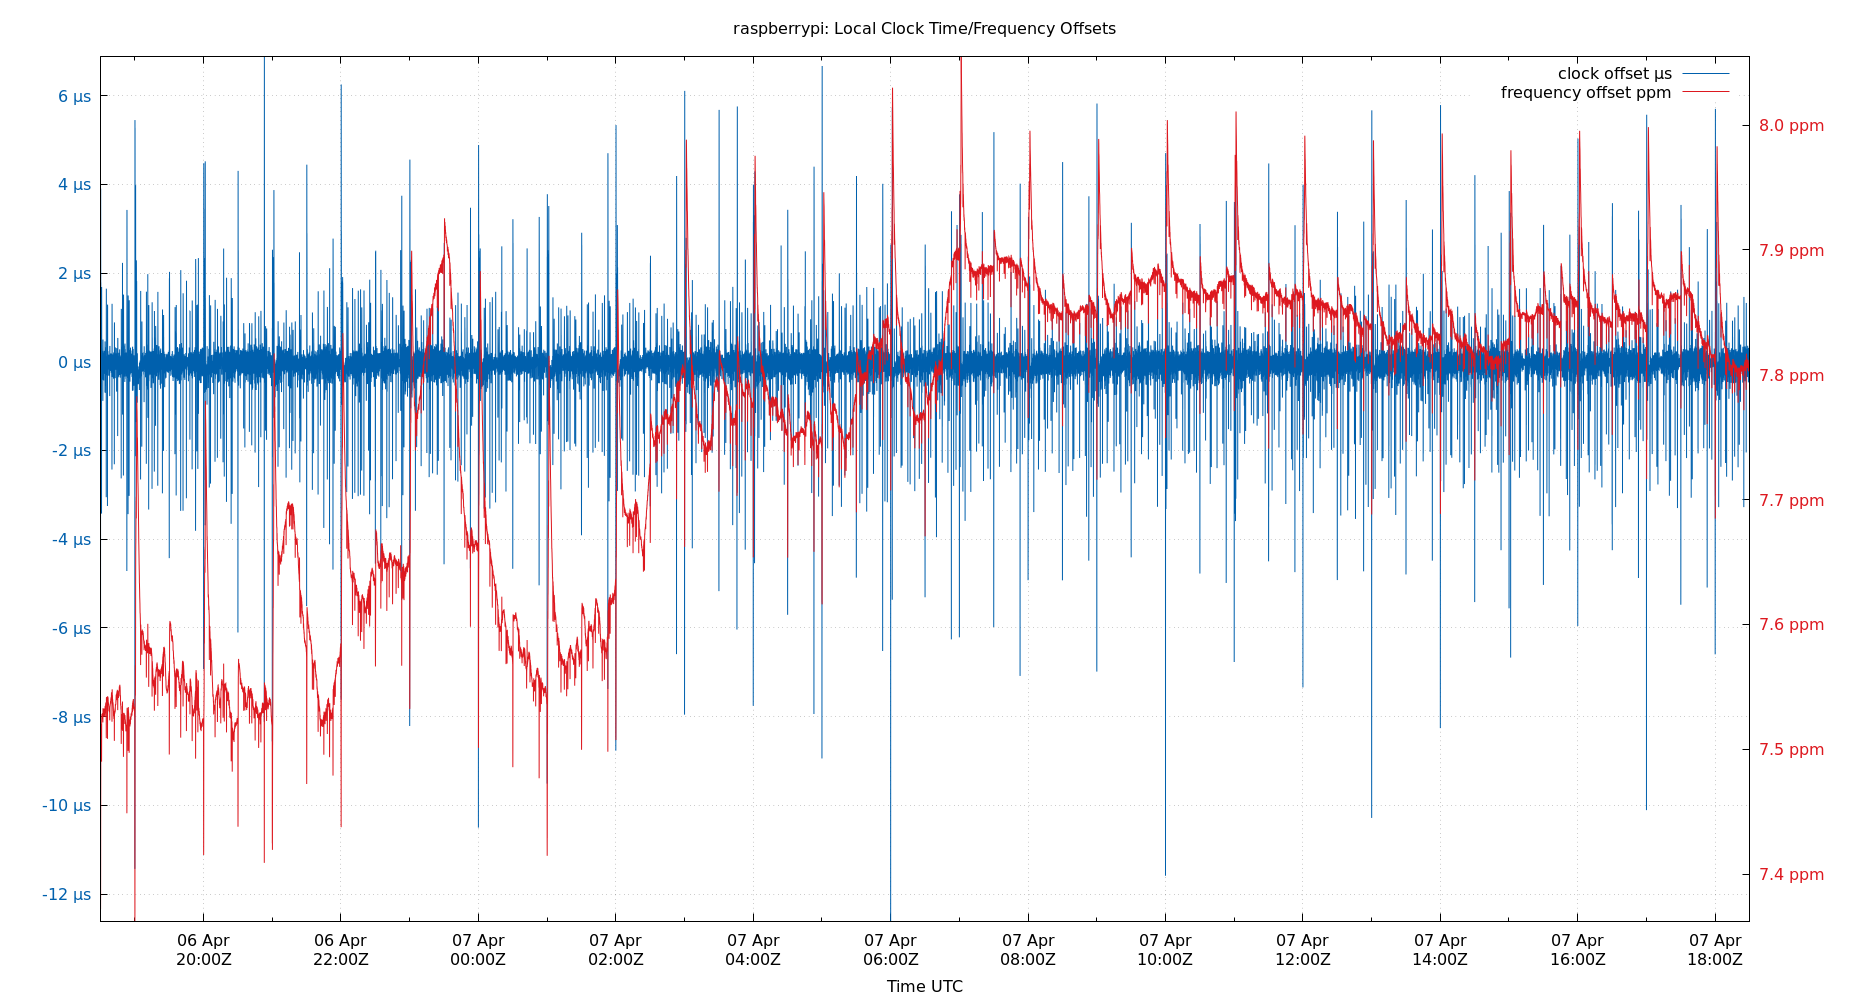 raspberrypi: Local Clock Time/Frequency Offsets
clock offset µs
frequency offset ppm
6 µs
4 µs
2 µs
0 µs
-2 µs
-4 µs
-6 µs
-8 µs
-10 µs
-12 µs
8.0 ppm
7.9 ppm
7.8 ppm
7.7 ppm
7.6 ppm
7.5 ppm
7.4 ppm
06 Apr 06 Apr 07 Apr 07 Apr 07 Apr 07 Apr 07 Apr 07 Apr 07 Apr 07 Apr 07 Apr 07 Apr
20:00Z 22:00Z 00:00Z 02:00Z 04:00Z 06:00Z 08:00Z 10:00Z 12:00Z 14:00Z 16:00Z 18:00Z
Time UTC